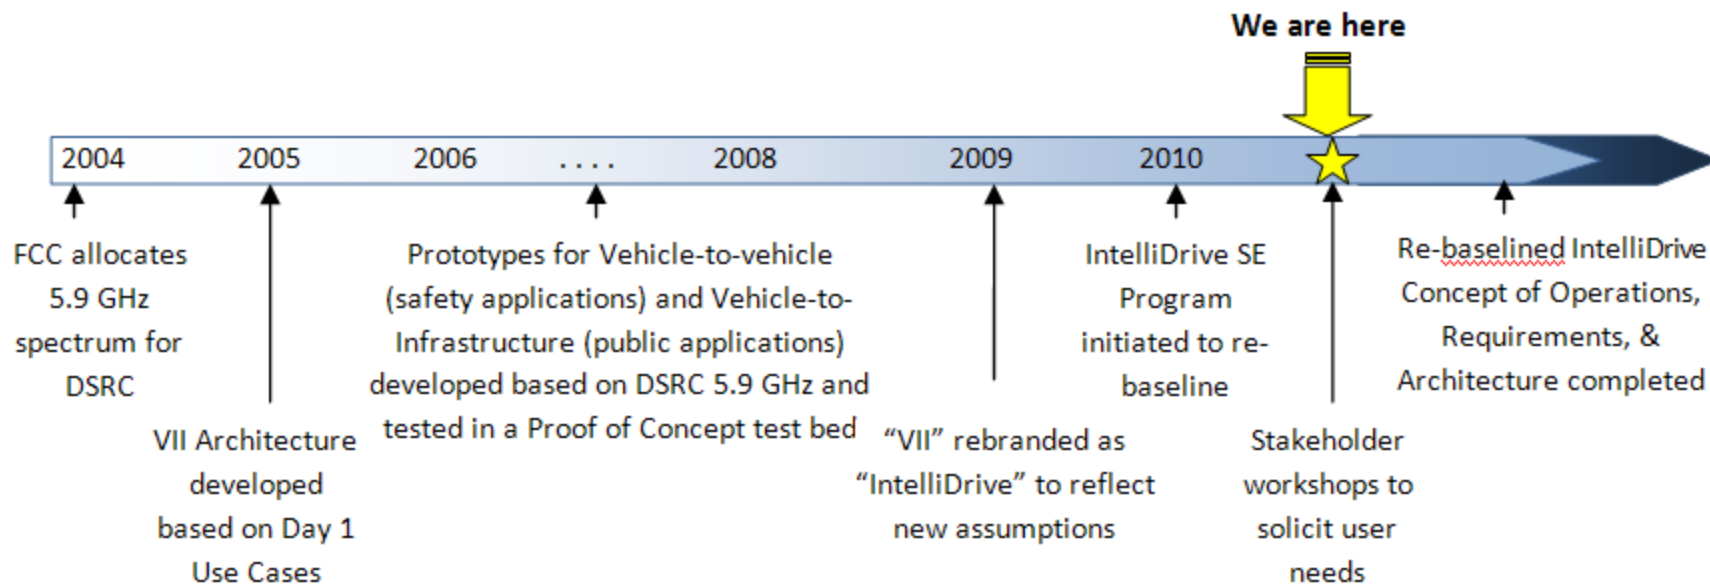 We are here
2004 2005 2006 . . . . 2008 2009 2010
FCC allocates
5.9 GHz
spectrum for
DSRC
VII Architecture
developed
based on Day 1
Use Cases
Prototypes for Vehicle-to-vehicle
(safety applications) and Vehicle-to-
Infrastructure (public applications)
developed based on DSRC 5.9 GHz and
tested in a Proof of Concept test bed
“VII” rebranded as
“IntelliDrive” to reflect
new assumptions
IntelliDrive SE
Program
initiated to re-
baseline
Stakeholder
workshops to
solicit user
needs
Re-baselined IntelliDrive
Concept of Operations,
Requirements, &
Architecture completed